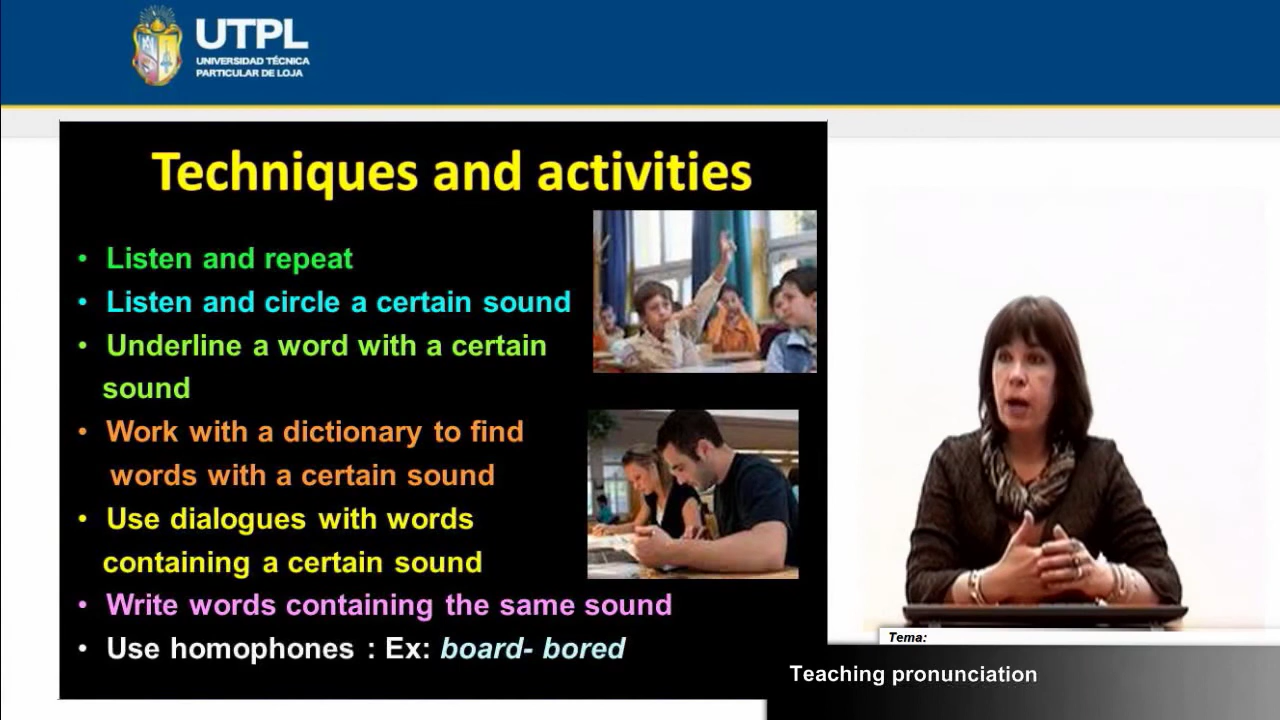 UTPL
UNIVERSIDAD TÉCNICA
PARTICULAR DE LOJA
Techniques and activities
• Listen and repeat
• Listen and circle a certain sound
• Underline a word with a certain
sound
• Work with a dictionary to find
words with a certain sound
• Use dialogues with words
containing a certain sound
• Write words containing the same sound
• Use homophones : Ex: board- bored
Tema:
Teaching pronunciation